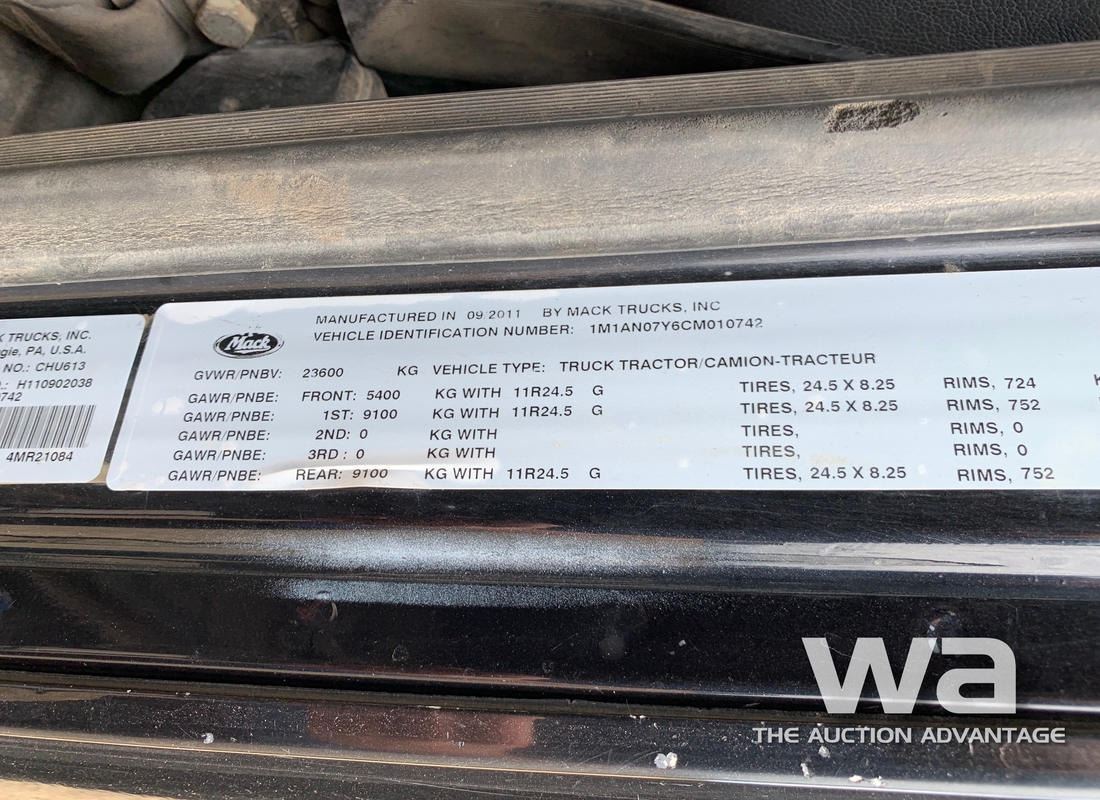 K TRUCKS, INC.
gie, PA, U.S.A.
NO.: CHU613
.: H110902038
0742
4MR21084
Mack
MANUFACTURED IN 09/2011 BY MACK TRUCKS, INC
VEHICLE IDENTIFICATION NUMBER: 1M1AN07Y6CM010742
GVWR/PNBV: 23600 KG VEHICLE TYPE: TRUCK TRACTOR/CAMION-TRACTEUR
GAWR/PNBE: FRONT: 5400 KG WITH 11R24.5 G TIRES, 24.5 X 8.25 RIMS, 724
GAWR/PNBE: 1ST: 9100 KG WITH 11R24.5 G TIRES, 24.5 X 8.25 RIMS, 752
GAWR/PNBE: 2ND: 0 KG WITH TIRES, RIMS, 0
GAWR/PNBE: 3RD : 0 KG WITH TIRES, RIMS, 0
GAWR/PNBE: REAR: 9100 KG WITH 11R24.5 G TIRES, 24.5 X 8.25 RIMS, 752
wa
THE AUCTION ADVANTAGE